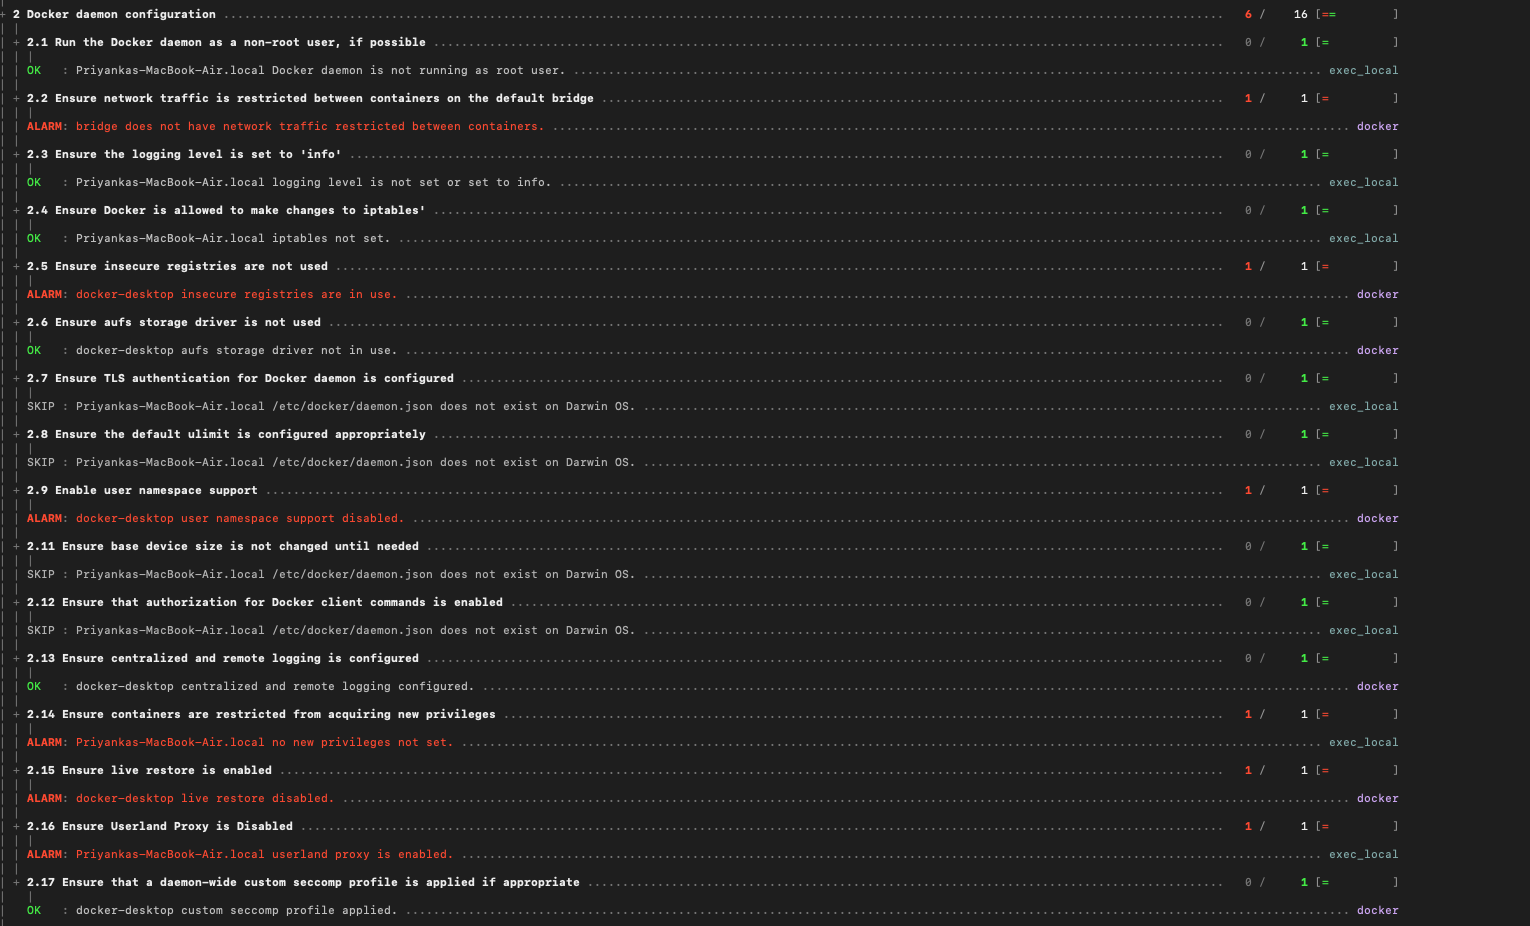 + 2 Docker daemon configuration ........ 6 / 16 [== ]
+ 2.1 Run the Docker daemon as a non-root user, if possible ........ 0 / 1 [= ]
OK : Priyankas-MacBook-Air.local Docker daemon is not running as root user. ........ exec_local
+ 2.2 Ensure network traffic is restricted between containers on the default bridge ........ 1 / 1 [= ]
ALARM: bridge does not have network traffic restricted between containers. ........ docker
+ 2.3 Ensure the logging level is set to 'info' ........ 0 / 1 [= ]
OK : Priyankas-MacBook-Air.local logging level is not set or set to info. ........ exec_local
+ 2.4 Ensure Docker is allowed to make changes to iptables' ........ 0 / 1 [= ]
OK : Priyankas-MacBook-Air.local iptables not set. ........ exec_local
+ 2.5 Ensure insecure registries are not used ........ 1 / 1 [= ]
ALARM: docker-desktop insecure registries are in use. ........ docker
+ 2.6 Ensure aufs storage driver is not used ........ 0 / 1 [= ]
OK : docker-desktop aufs storage driver not in use. ........ docker
+ 2.7 Ensure TLS authentication for Docker daemon is configured ........ 0 / 1 [= ]
SKIP : Priyankas-MacBook-Air.local /etc/docker/daemon.json does not exist on Darwin OS. ........ exec_local
+ 2.8 Ensure the default ulimit is configured appropriately ........ 0 / 1 [= ]
SKIP : Priyankas-MacBook-Air.local /etc/docker/daemon.json does not exist on Darwin OS. ........ exec_local
+ 2.9 Enable user namespace support ........ 1 / 1 [= ]
ALARM: docker-desktop user namespace support disabled. ........ docker
+ 2.11 Ensure base device size is not changed until needed ........ 0 / 1 [= ]
SKIP : Priyankas-MacBook-Air.local /etc/docker/daemon.json does not exist on Darwin OS. ........ exec_local
+ 2.12 Ensure that authorization for Docker client commands is enabled ........ 0 / 1 [= ]
SKIP : Priyankas-MacBook-Air.local /etc/docker/daemon.json does not exist on Darwin OS. ........ exec_local
+ 2.13 Ensure centralized and remote logging is configured ........ 0 / 1 [= ]
OK : docker-desktop centralized and remote logging configured. ........ docker
+ 2.14 Ensure containers are restricted from acquiring new privileges ........ 1 / 1 [= ]
ALARM: Priyankas-MacBook-Air.local no new privileges not set. ........ exec_local
+ 2.15 Ensure live restore is enabled ........ 1 / 1 [= ]
ALARM: docker-desktop live restore disabled. ........ docker
+ 2.16 Ensure Userland Proxy is Disabled ........ 1 / 1 [= ]
ALARM: Priyankas-MacBook-Air.local userland proxy is enabled. ........ exec_local
+ 2.17 Ensure that a daemon-wide custom seccomp profile is applied if appropriate ........ 0 / 1 [= ]
OK : docker-desktop custom seccomp profile applied. ........ docker